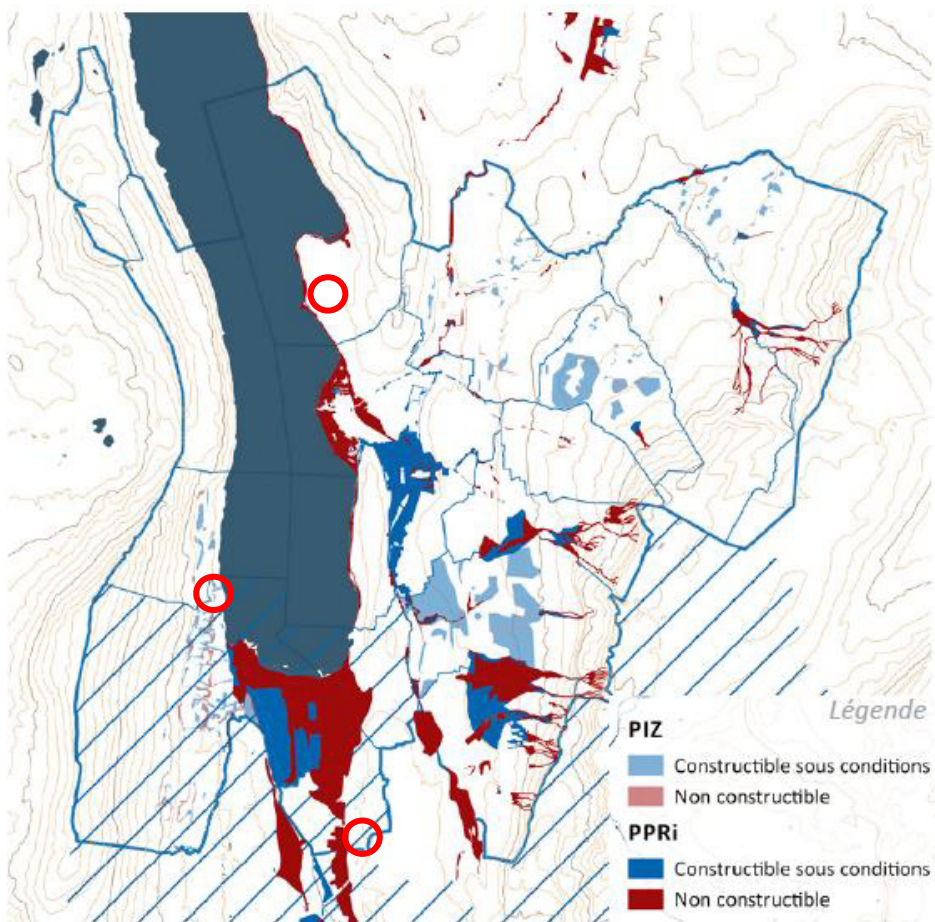 Légende
PIZ
Constructible sous conditions
Non constructible
PPRi
Constructible sous conditions
Non constructible